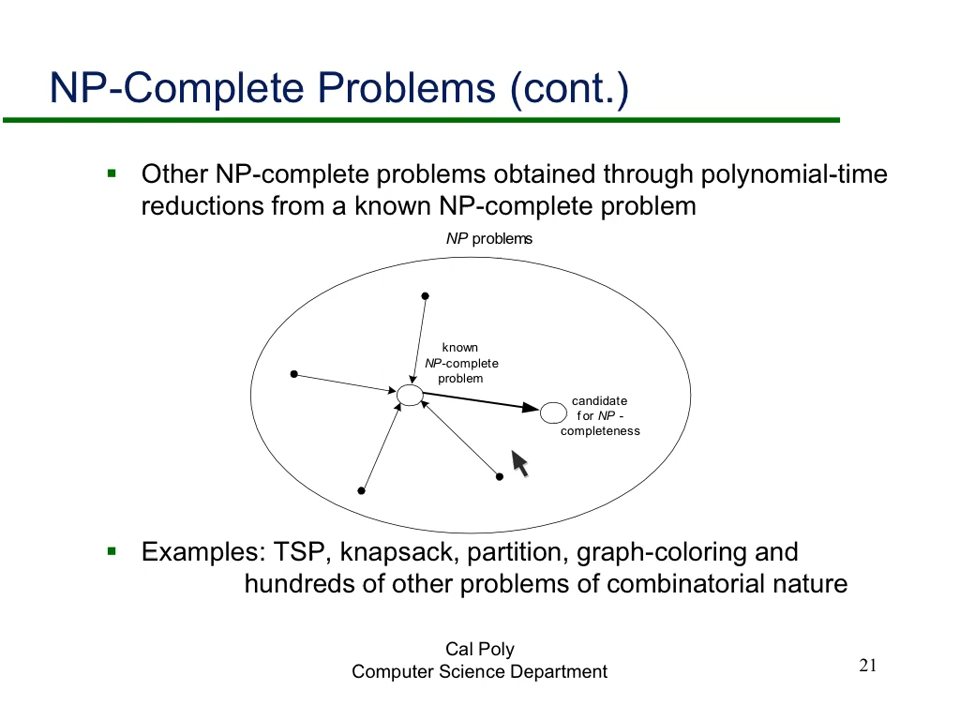 NP-Complete Problems (cont.)
Other NP-complete problems obtained through polynomial-time
reductions from a known NP-complete problem
NP problems
known
NP-complete
problem
candidate
for NP -
completeness
Examples: TSP, knapsack, partition, graph-coloring and
hundreds of other problems of combinatorial nature
Cal Poly
Computer Science Department
21